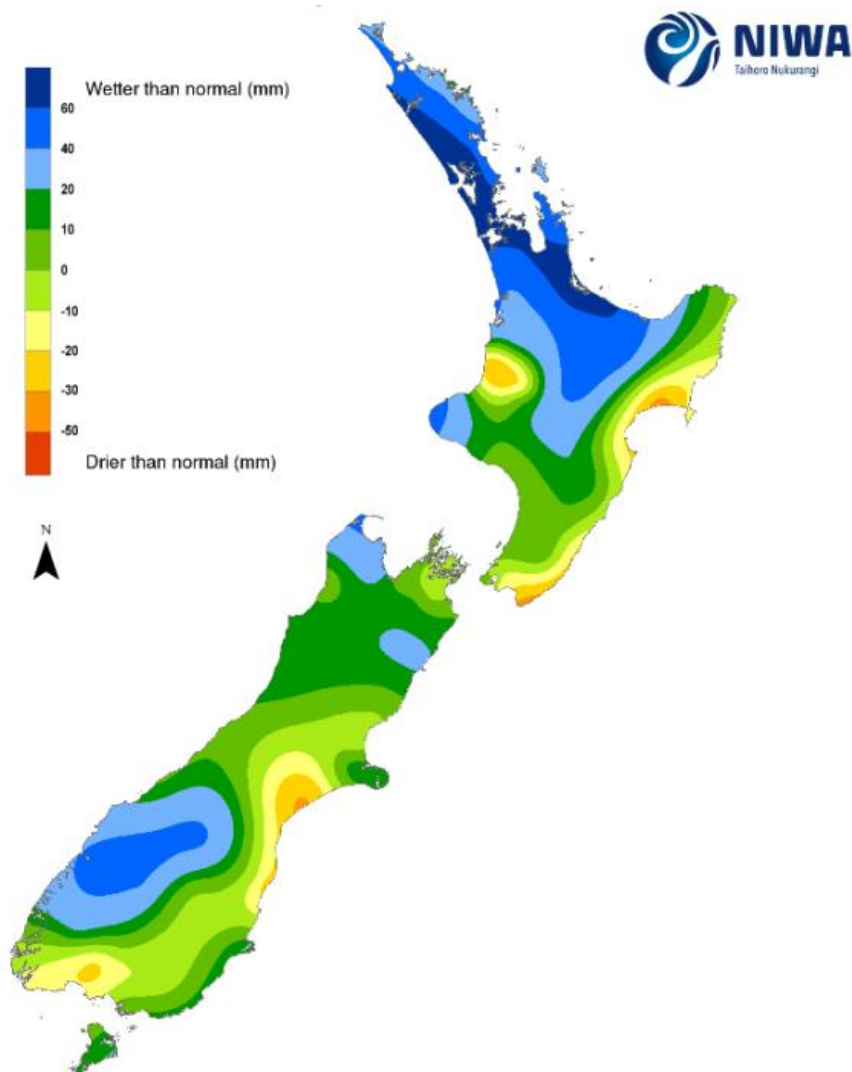 NIWA
Taihoro Nukurangi
Wetter than normal (mm)
60
40
20
10
0
-10
-20
-30
-50
Drier than normal (mm)
N